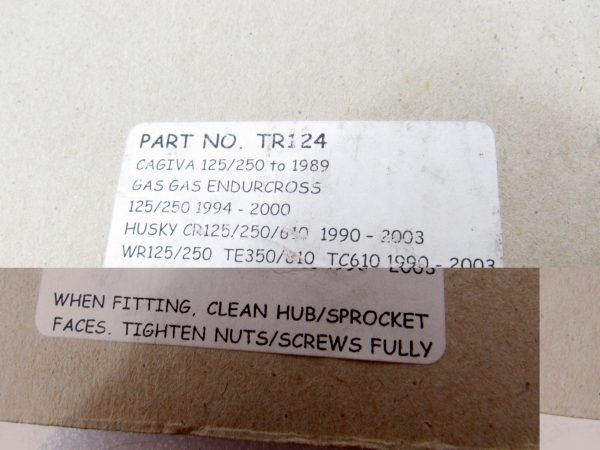 PART NO. TR124
CAGIVA 125/250 to 1989
GAS GAS ENDURCROSS
125/250 1994 - 2000
HUSKY CR125/250/610 1990 - 2003
WR125/250 TE350/610 TC610 1990 - 2003
WHEN FITTING, CLEAN HUB/SPROCKET
FACES. TIGHTEN NUTS/SCREWS FULLY